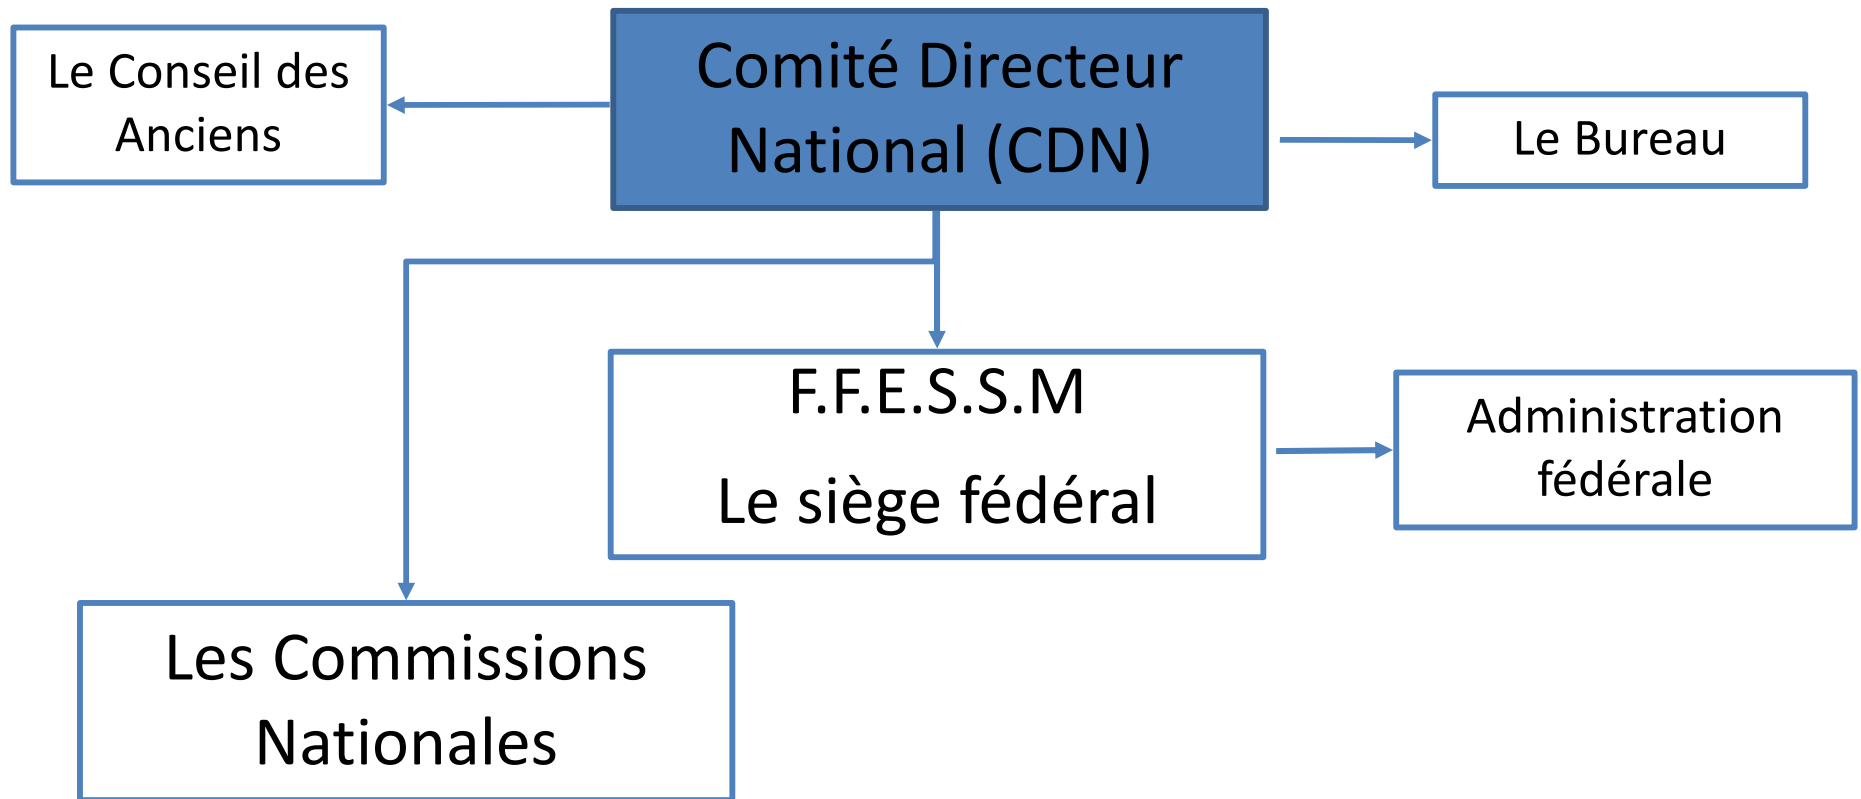 Le Conseil des
Anciens
Comité Directeur
National (CDN)
Le Bureau
F.F.E.S.S.M
Le siège fédéral
Administration
fédérale
Les Commissions
Nationales